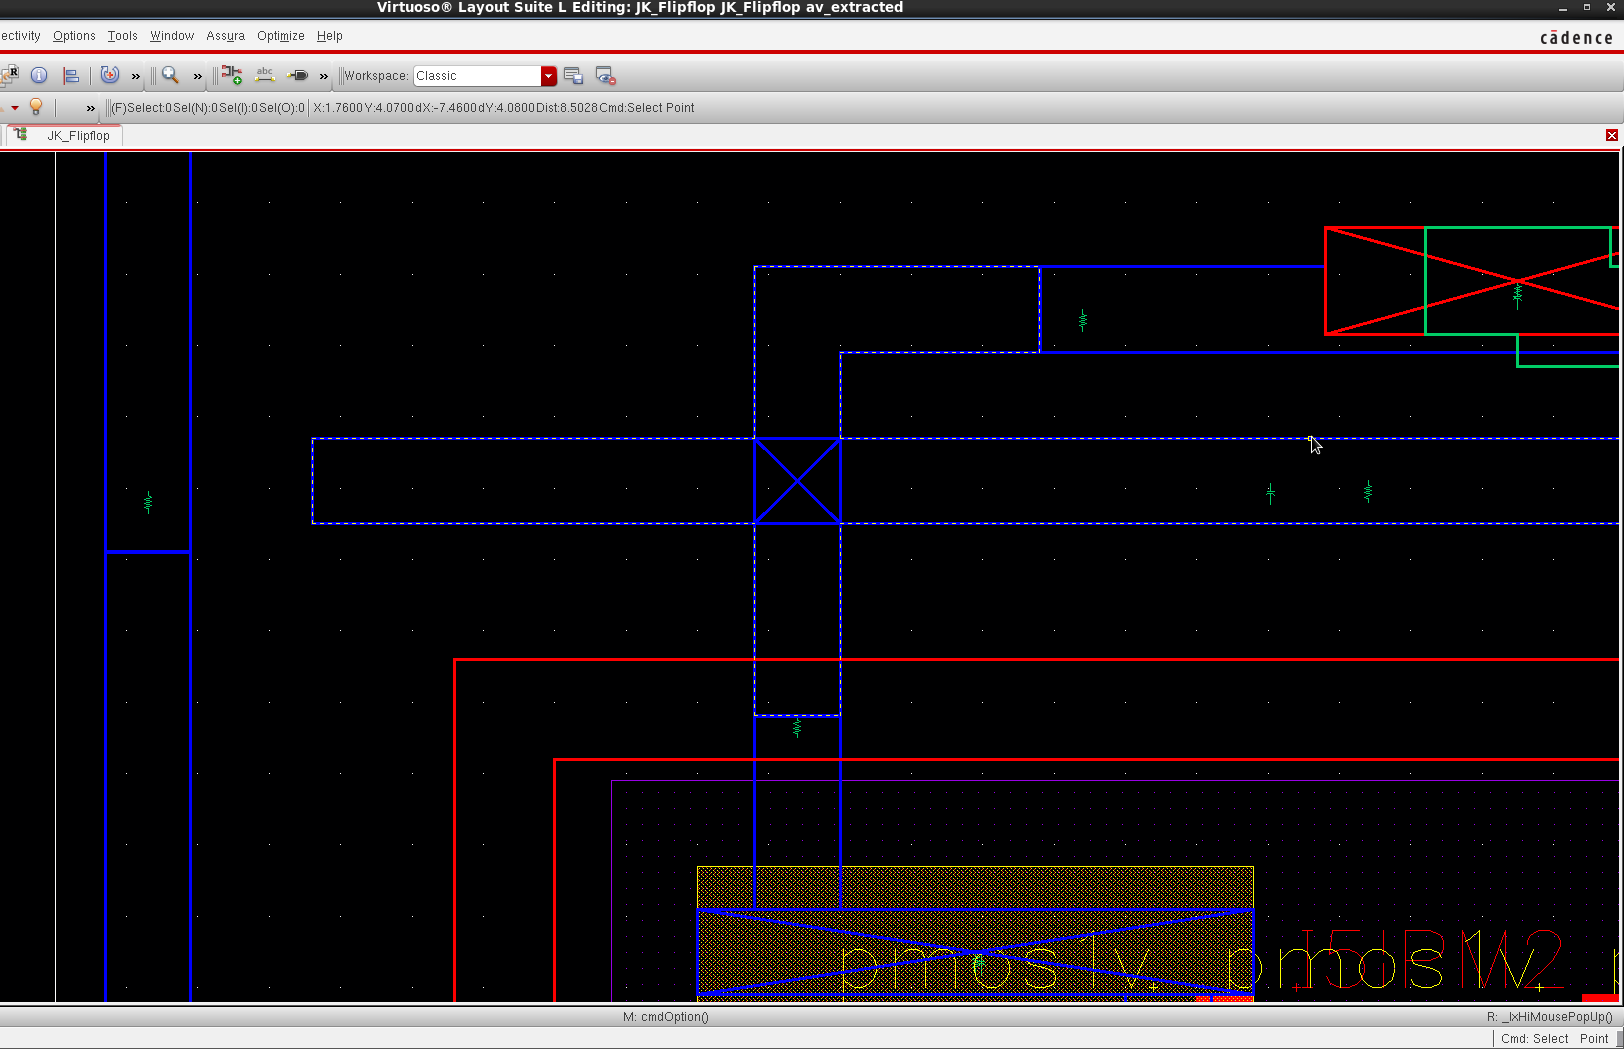 Virtuoso® Layout Suite L Editing: JK_Flipflop JK_Flipflop av_extracted
ectivity Options Tools Window Assura Optimize Help
cādence
R i abc Workspace: Classic
(F)Select:0 Sel(N):0 Sel(I):0 Sel(O):0 X:1.7600 Y:4.0700 dX:-7.4600 dY:4.0800 Dist:8.5028 Cmd:Select Point
JK_Flipflop
pmos1v pmos1v
M: cmdOption() R: _lxHiMousePopUp()
Cmd: Select Point